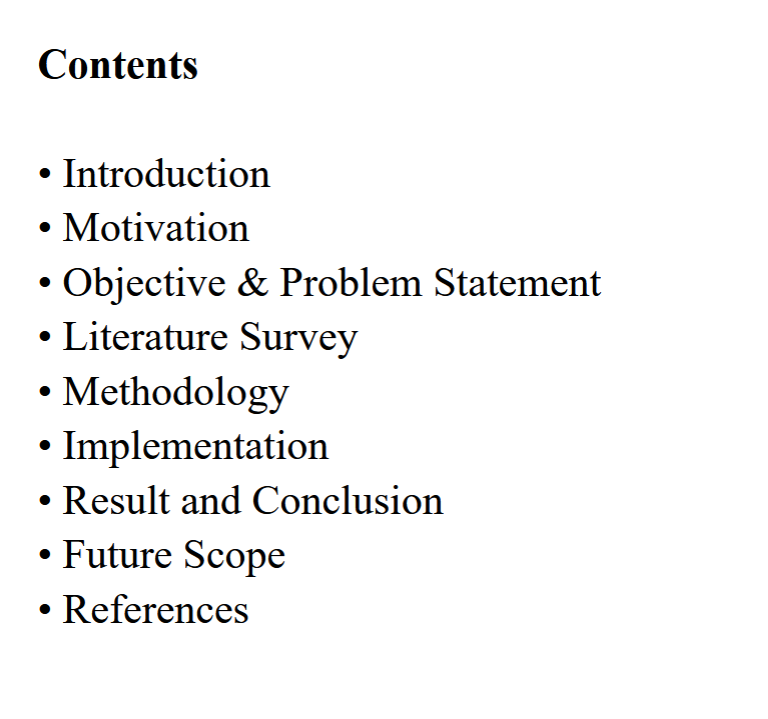 Contents
• Introduction
• Motivation
• Objective & Problem Statement
• Literature Survey
• Methodology
• Implementation
• Result and Conclusion
• Future Scope
• References